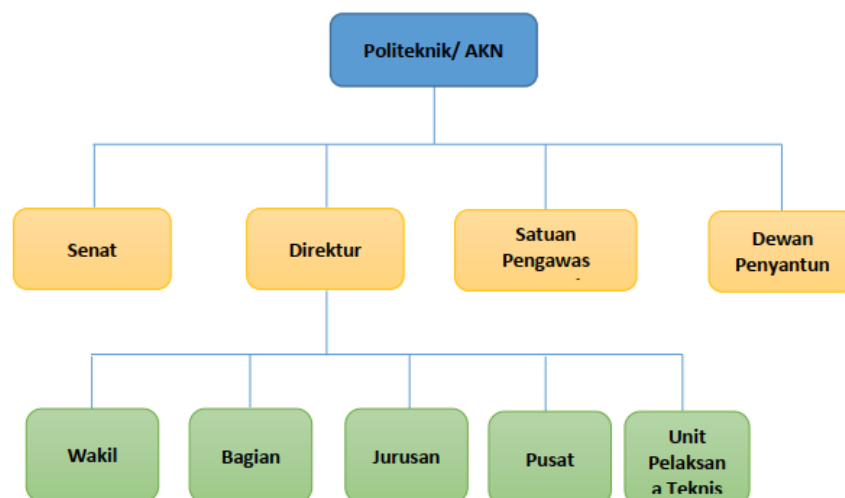 Politeknik/ AKN
Senat
Direktur
Satuan
Pengawas
Dewan
Penyantun
Wakil
Bagian
Jurusan
Pusat
Unit
Pelaksan
a Teknis